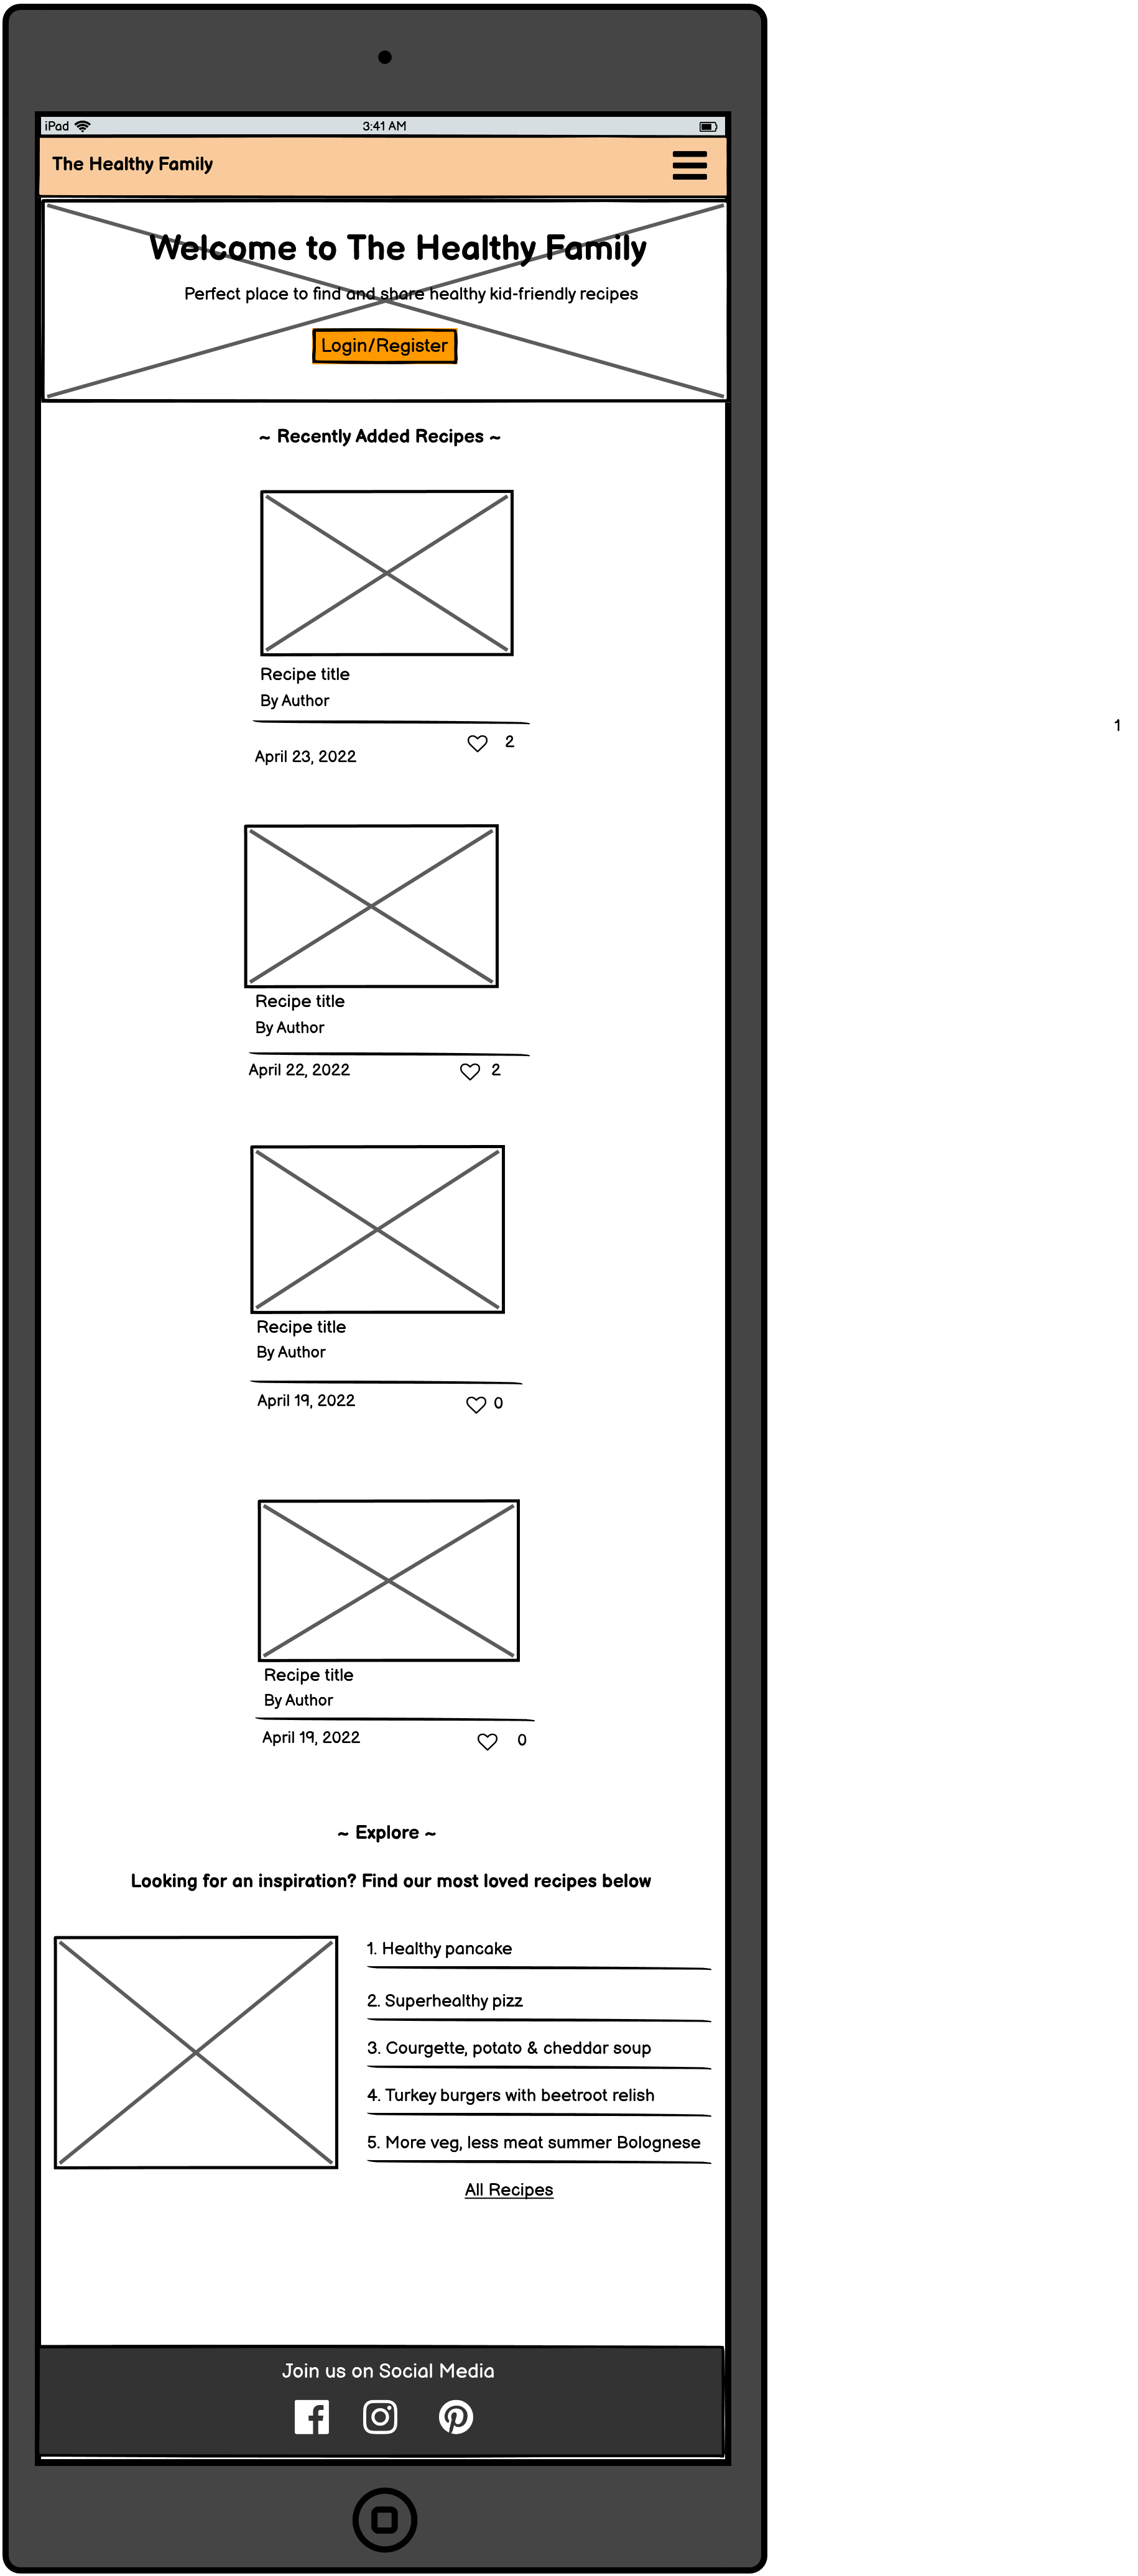 iPad 3:41 AM
The Healthy Family
Welcome to The Healthy Family
Perfect place to find and share healthy kid-friendly recipes
Login/Register
~ Recently Added Recipes ~
Recipe title
By Author
1
2
April 23, 2022
Recipe title
By Author
April 22, 2022 2
Recipe title
By Author
April 19, 2022 0
Recipe title
By Author
April 19, 2022 0
~ Explore ~
Looking for an inspiration? Find our most loved recipes below
1. Healthy pancake
2. Superhealthy pizz
3. Courgette, potato & cheddar soup
4. Turkey burgers with beetroot relish
5. More veg, less meat summer Bolognese
All Recipes
Join us on Social Media